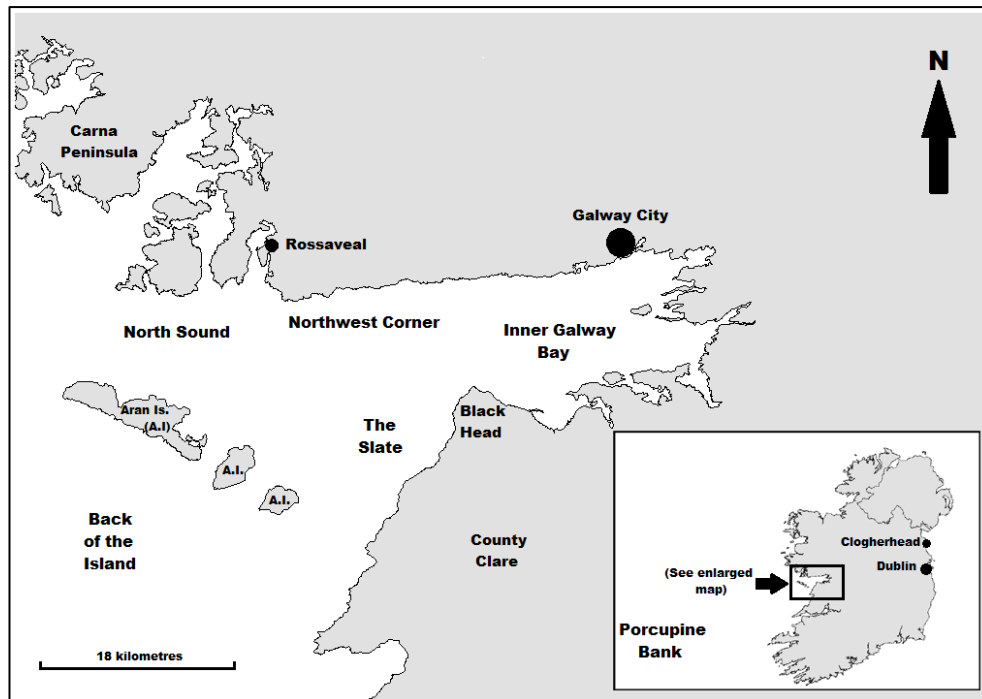 N
Carna
Peninsula
Galway City
Rossaveal
North Sound
Northwest Corner
Inner Galway
Bay
Aran Is.
(A.I)
A.I.
A.I.
The
Slate
Black
Head
Back
of the
Island
County
Clare
18 kilometres
Clogherhead
Dublin
(See enlarged
map)
Porcupine
Bank